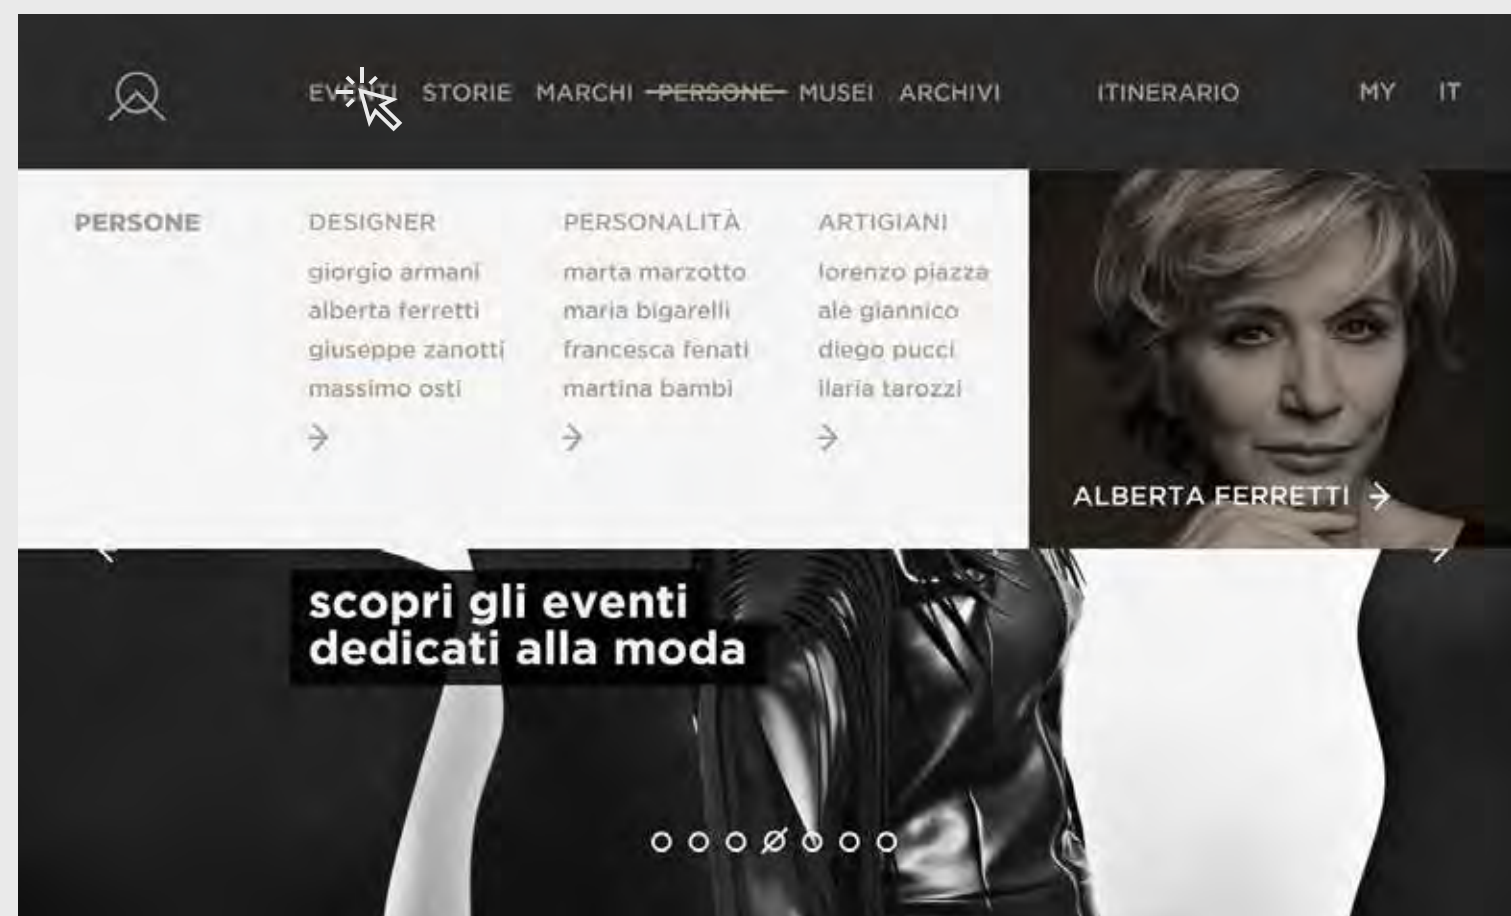 EVENTI STORIE MARCHI PERSONE MUSEI ARCHIVI ITINERARIO MY IT
PERSONE
DESIGNER
giorgio armani
alberta ferretti
giuseppe zanotti
massimo osti
PERSONALITÀ
marta marzotto
maria bigarelli
francesca fenati
martina bambi
ARTIGIANI
lorenzo piazza
ale giannico
diego pucci
ilaria tarozzi
ALBERTA FERRETTI
scopri gli eventi
dedicati alla moda